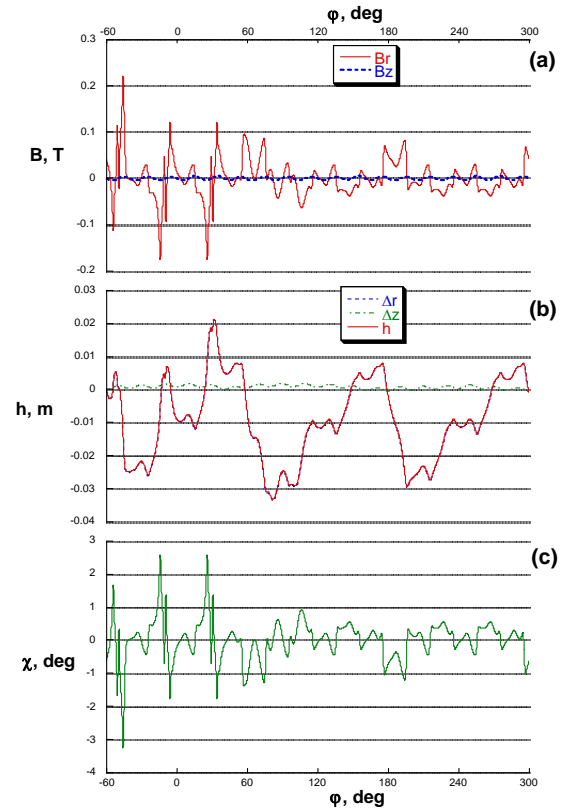 φ, deg
-60 0 60 120 180 240 300
(a)
Br
Bz
0.3
0.2
0.1
0
-0.1
-0.2
B, T
(b)
Δr
Δz
h
0.03
0.02
0.01
0
-0.01
-0.02
-0.03
-0.04
h, m
(c)
3
2
1
0
-1
-2
-3
-4
χ, deg
-60 0 60 120 180 240 300
φ, deg